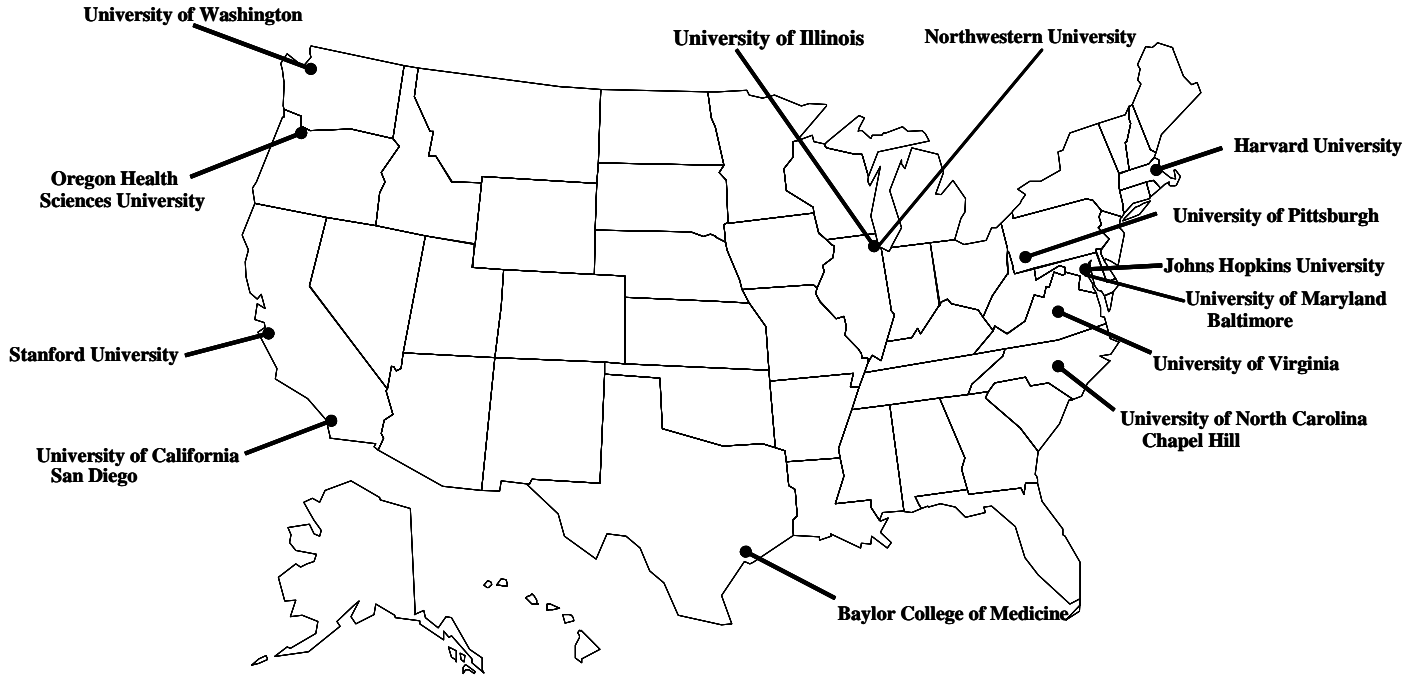 University of Washington
University of Illinois
Northwestern University
Harvard University
Oregon Health
Sciences University
University of Pittsburgh
Johns Hopkins University
University of Maryland
Baltimore
Stanford University
University of Virginia
University of North Carolina
Chapel Hill
University of California
San Diego
Baylor College of Medicine